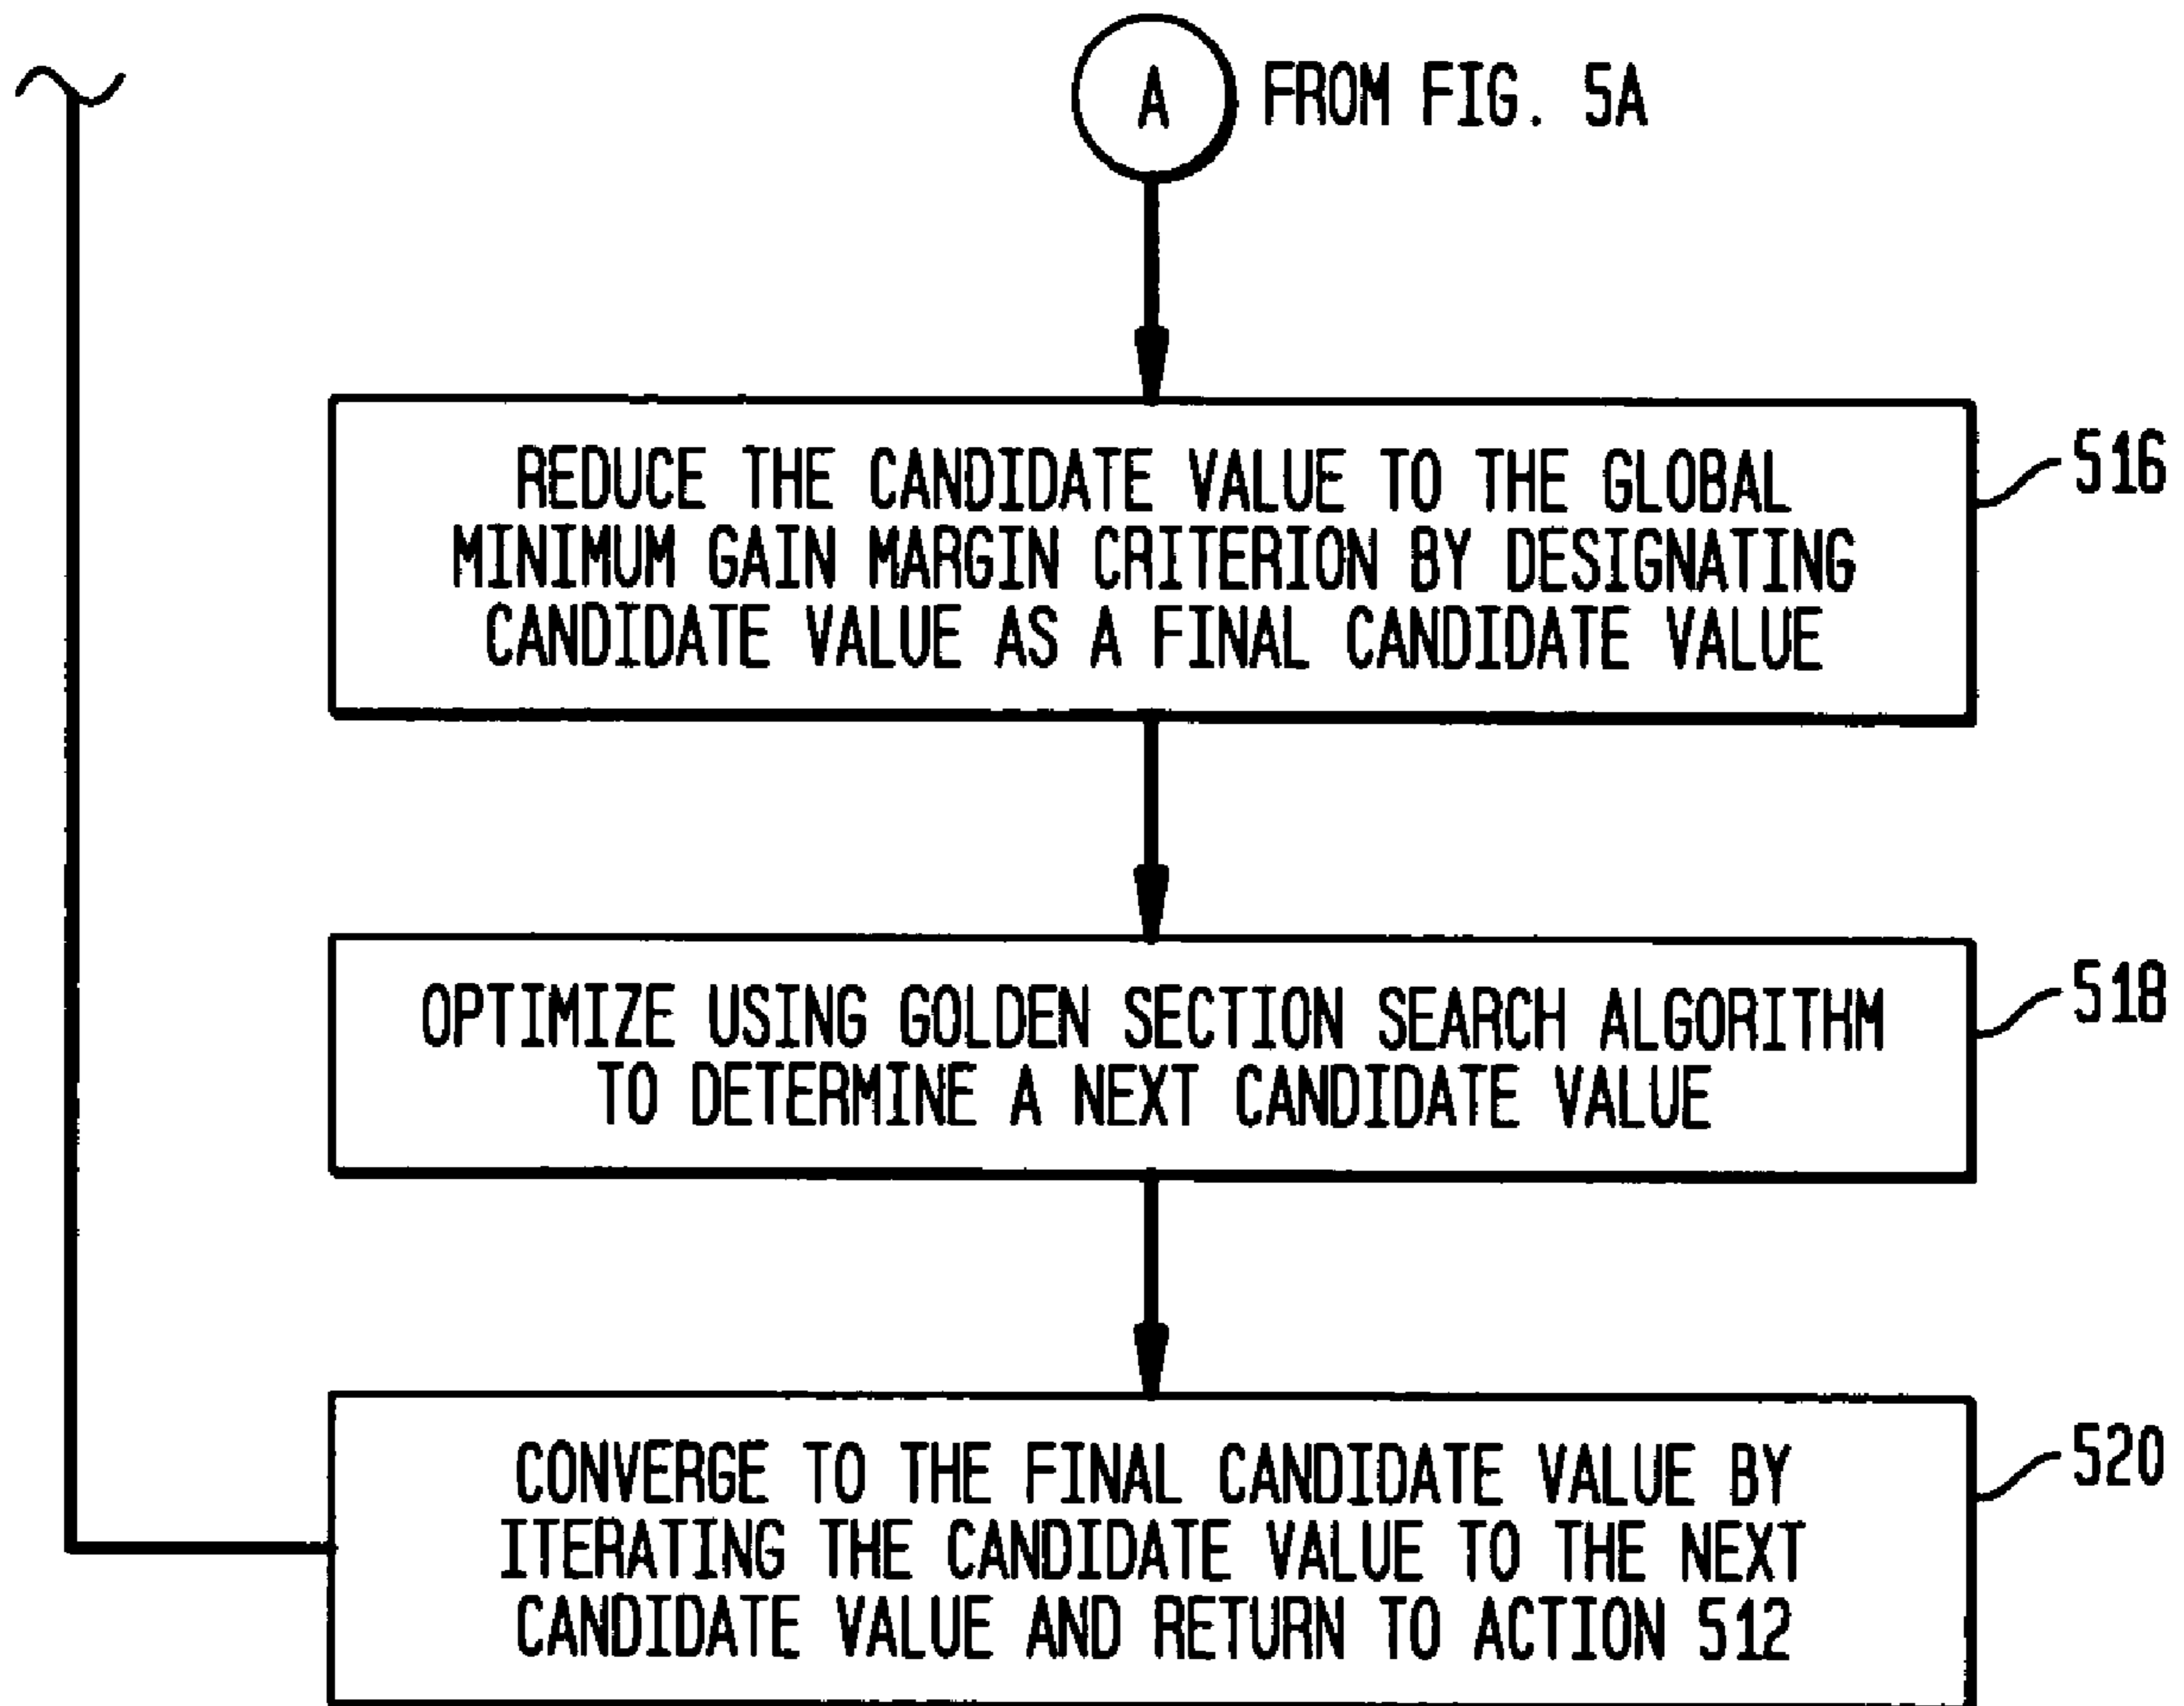 A
FROM FIG. 5A
REDUCE THE CANDIDATE VALUE TO THE GLOBAL
MINIMUM GAIN MARGIN CRITERION BY DESIGNATING
CANDIDATE VALUE AS A FINAL CANDIDATE VALUE
516
OPTIMIZE USING GOLDEN SECTION SEARCH ALGORITHM
TO DETERMINE A NEXT CANDIDATE VALUE
518
CONVERGE TO THE FINAL CANDIDATE VALUE BY
ITERATING THE CANDIDATE VALUE TO THE NEXT
CANDIDATE VALUE AND RETURN TO ACTION 512
520